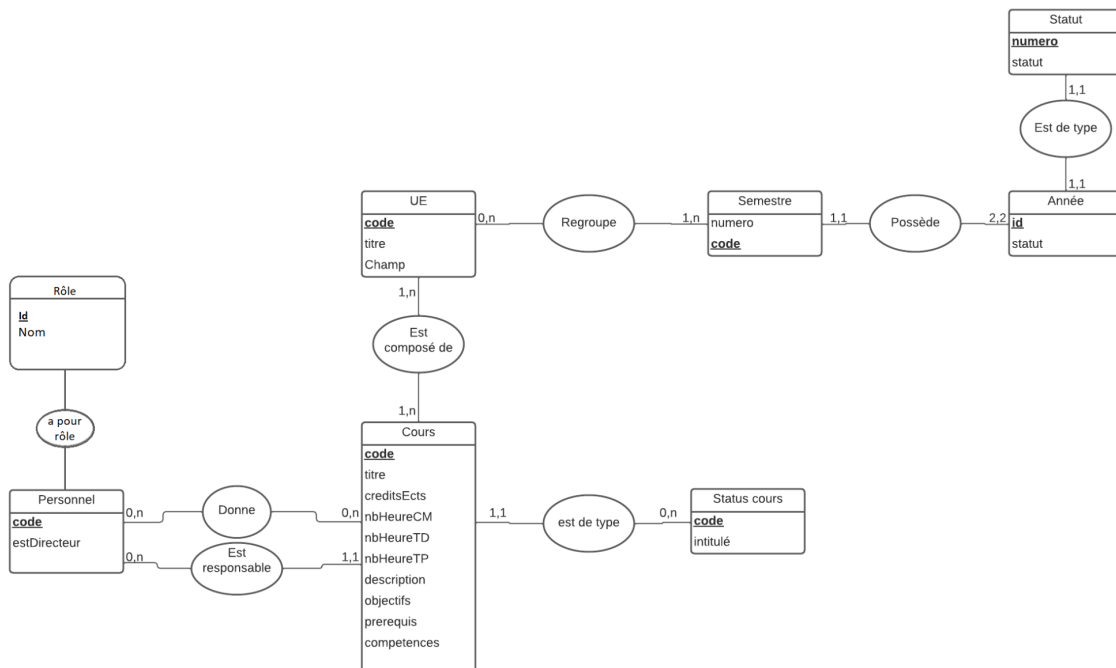 Statut
numero
statut
1,1
Est de type
1,1
UE
code
titre
Champ
0,n
Regroupe
1,n
Semestre
numero
code
1,1
Possède
2,2
Année
id
statut
1,n
Est
composé de
1,n
Rôle
Id
Nom
a pour
rôle
Personnel
code
estDirecteur
0,n
Donne
0,n
0,n
Est
responsable
1,1
Cours
code
titre
creditsEcts
nbHeureCM
nbHeureTD
nbHeureTP
description
objectifs
prerequis
competences
1,1
est de type
0,n
Status cours
code
intitulé